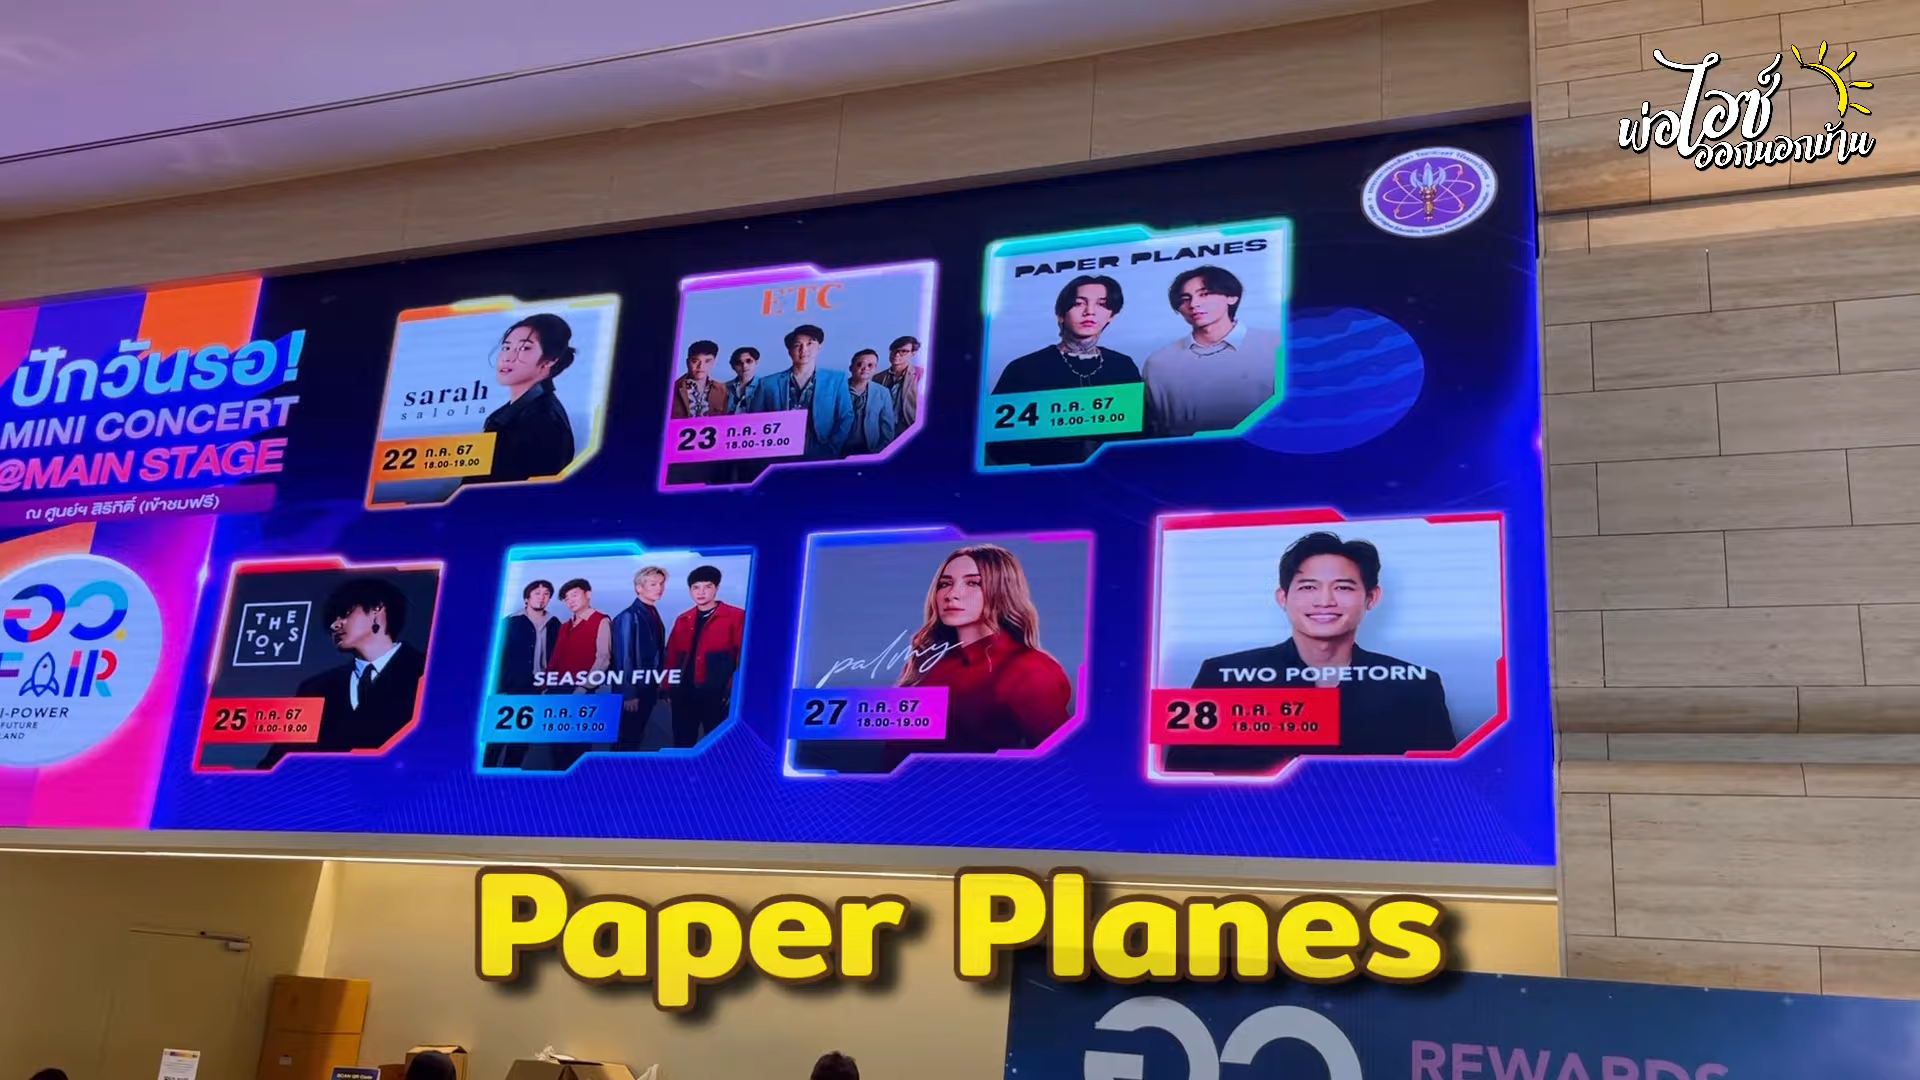 พ่อไอซ์
ออกนอกบ้าน
ปักวันรอ!
MINI CONCERT
@MAIN STAGE
ณ ศูนย์ฯ สิริกิติ์ (เข้าชมฟรี)
อว.
FAIR
I-POWER
FUTURE
LAND
sarah
salola
22 ก.ค. 67
18.00-19.00
ETC
23 ก.ค. 67
18.00-19.00
PAPER PLANES
24 ก.ค. 67
18.00-19.00
THE
TOYS
25 ก.ค. 67
18.00-19.00
SEASON FIVE
26 ก.ค. 67
18.00-19.00
palmy
27 ก.ค. 67
18.00-19.00
TWO POPETORN
28 ก.ค. 67
18.00-19.00
Paper Planes
อว
REWARDS